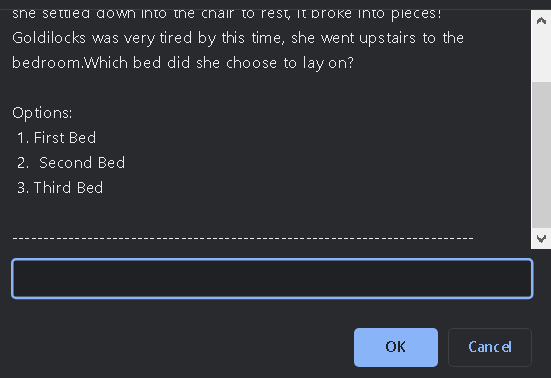 she settled down into the chair to rest, it broke into pieces!
Goldilocks was very tired by this time, she went upstairs to the
bedroom.Which bed did she choose to lay on?
Options:
1. First Bed
2.  Second Bed
3. Third Bed
--------------------------------------------------------------------------
OK
Cancel